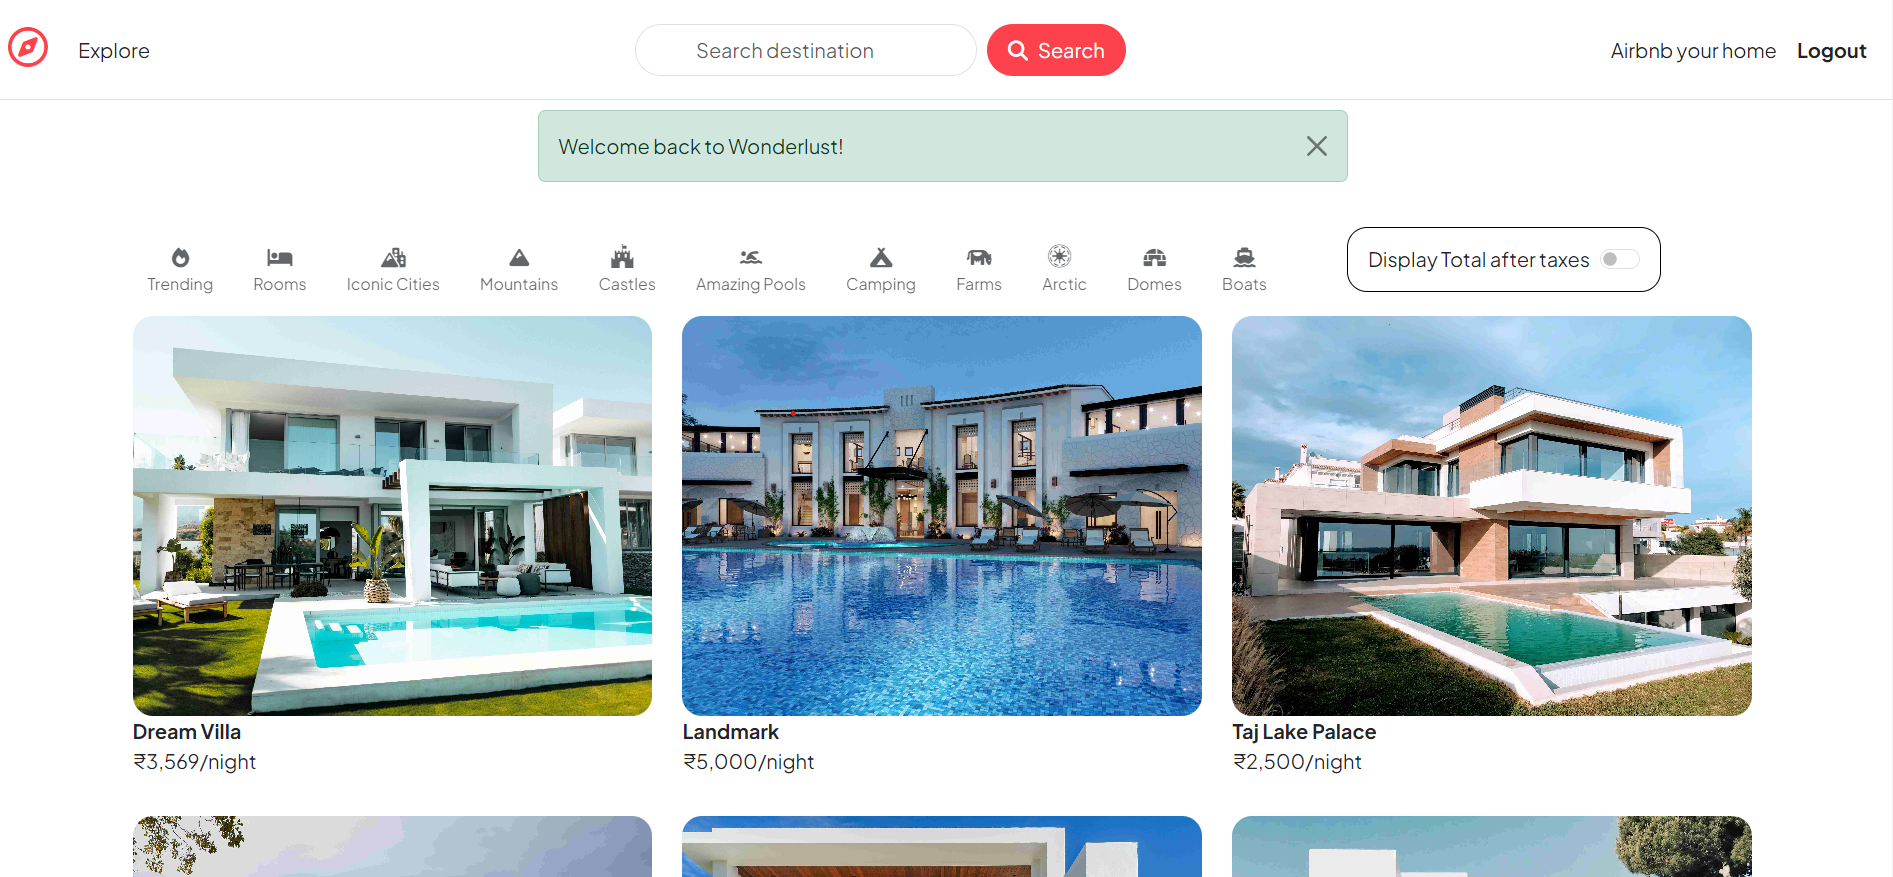 Explore
Search destination
Search
Airbnb your home
Logout
Welcome back to Wonderlust!
Trending
Rooms
Iconic Cities
Mountains
Castles
Amazing Pools
Camping
Farms
Arctic
Domes
Boats
Display Total after taxes
Dream Villa
₹3,569/night
Landmark
₹5,000/night
Taj Lake Palace
₹2,500/night